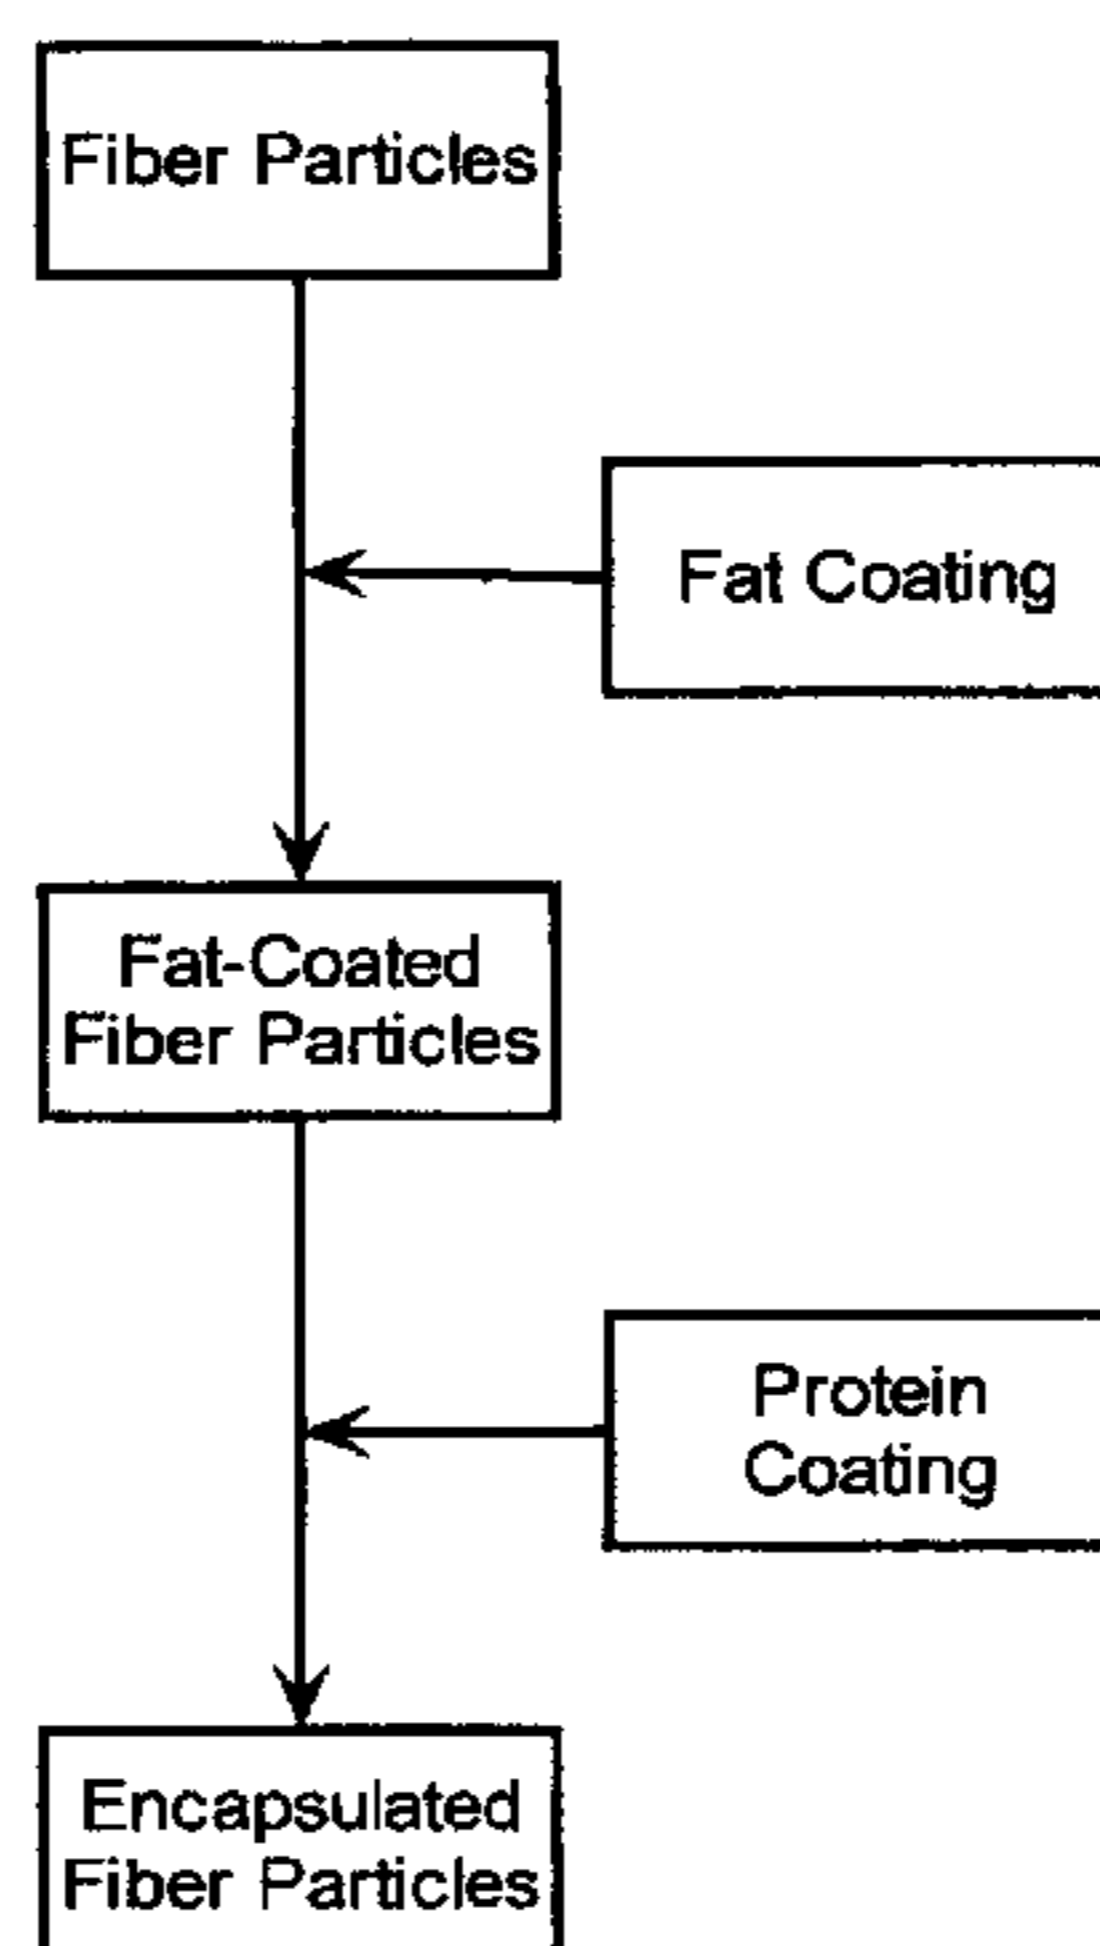 Fiber Particles
Fat Coating
Fat-Coated
Fiber Particles
Protein
Coating
Encapsulated
Fiber Particles